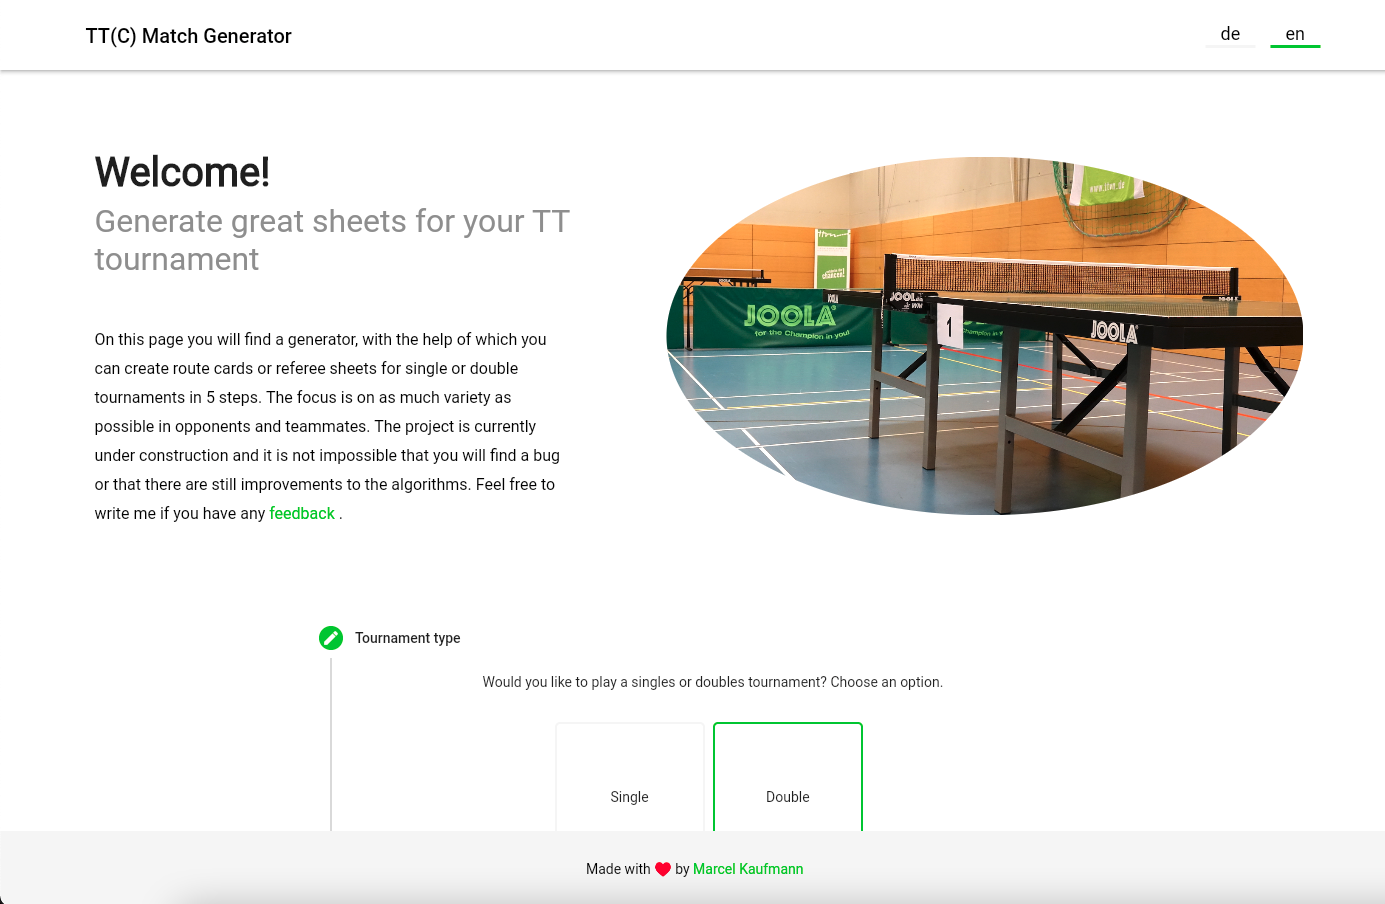 TT(C) Match Generator
de
en
Welcome!
Generate great sheets for your TT
tournament
On this page you will find a generator, with the help of which you
can create route cards or referee sheets for single or double
tournaments in 5 steps. The focus is on as much variety as
possible in opponents and teammates. The project is currently
under construction and it is not impossible that you will find a bug
or that there are still improvements to the algorithms. Feel free to
write me if you have any feedback .
JOOLA
for the Champion in you!
JOOLA
1
JOOLA
Tournament type
Would you like to play a singles or doubles tournament? Choose an option.
Single
Double
Made with ❤ by Marcel Kaufmann